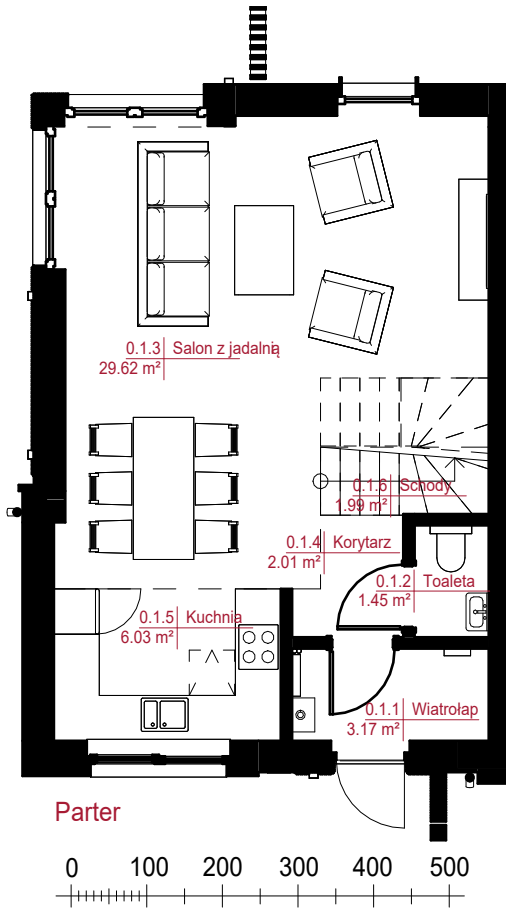 0.1.3 Salon z jadalnią
29.62 m²
0.1.6 Schody
1.99 m²
0.1.4 Korytarz
2.01 m²
0.1.2 Toaleta
1.45 m²
0.1.5 Kuchnia
6.03 m²
0.1.1 Wiatrołap
3.17 m²
Parter
0 100 200 300 400 500